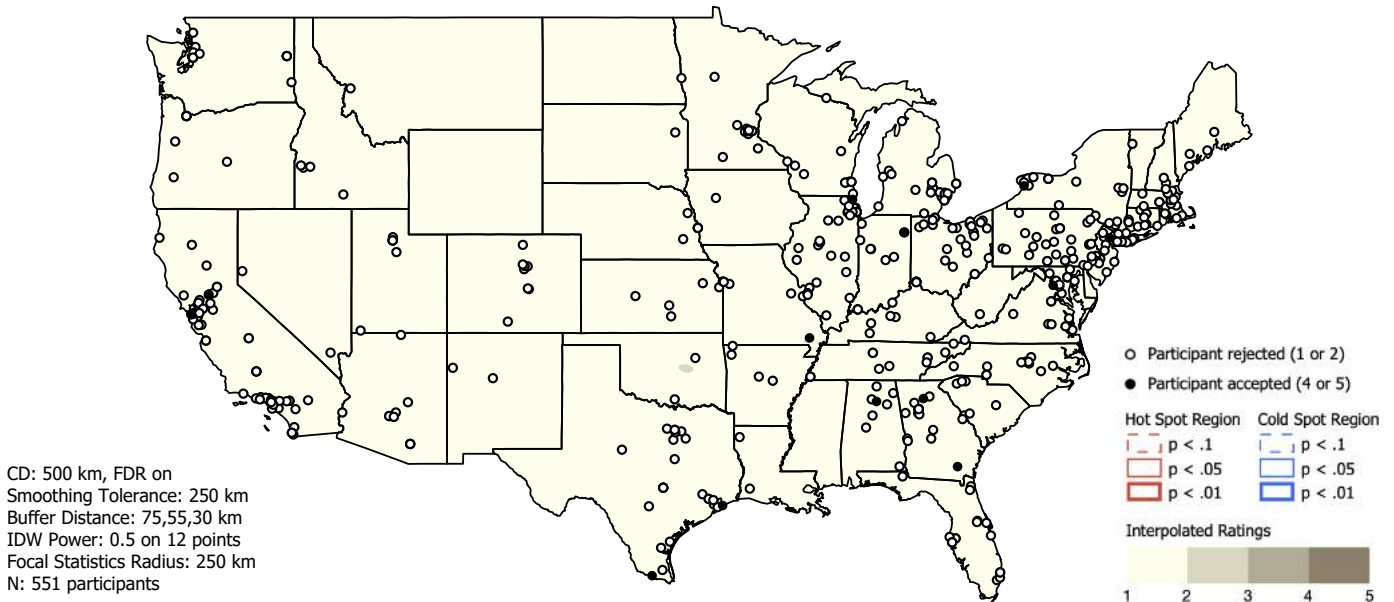 Participant rejected (1 or 2)
Participant accepted (4 or 5)
Hot Spot Region Cold Spot Region
p < .1 p < .1
p < .05 p < .05
p < .01 p < .01
Interpolated Ratings
1 2 3 4 5
CD: 500 km, FDR on
Smoothing Tolerance: 250 km
Buffer Distance: 75,55,30 km
IDW Power: 0.5 on 12 points
Focal Statistics Radius: 250 km
N: 551 participants